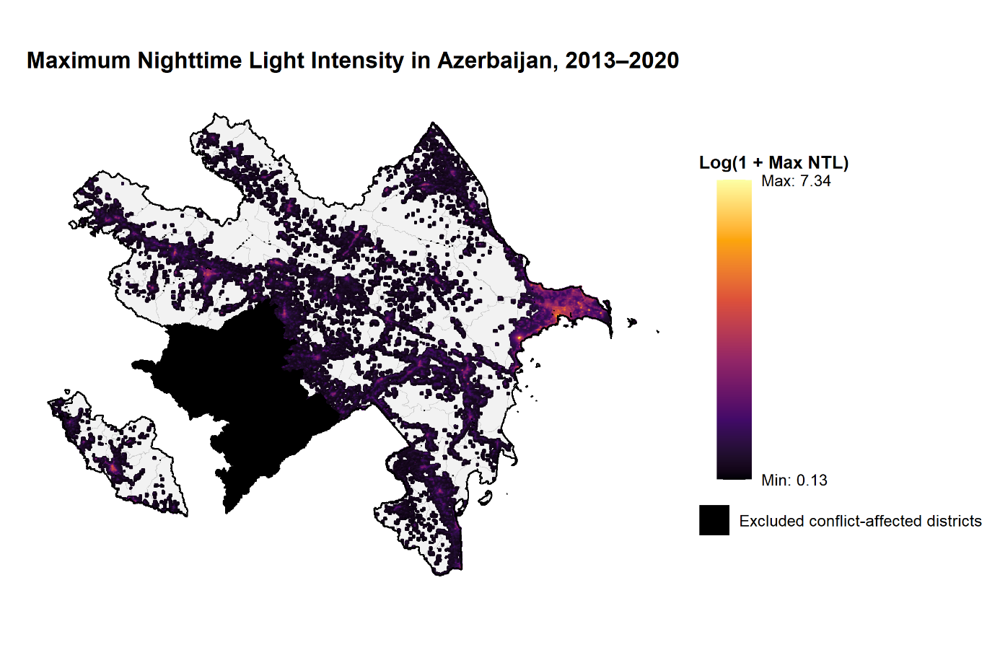 Maximum Nighttime Light Intensity in Azerbaijan, 2013–2020
Log(1 + Max NTL)
Max: 7.34
Min: 0.13
Excluded conflict-affected districts